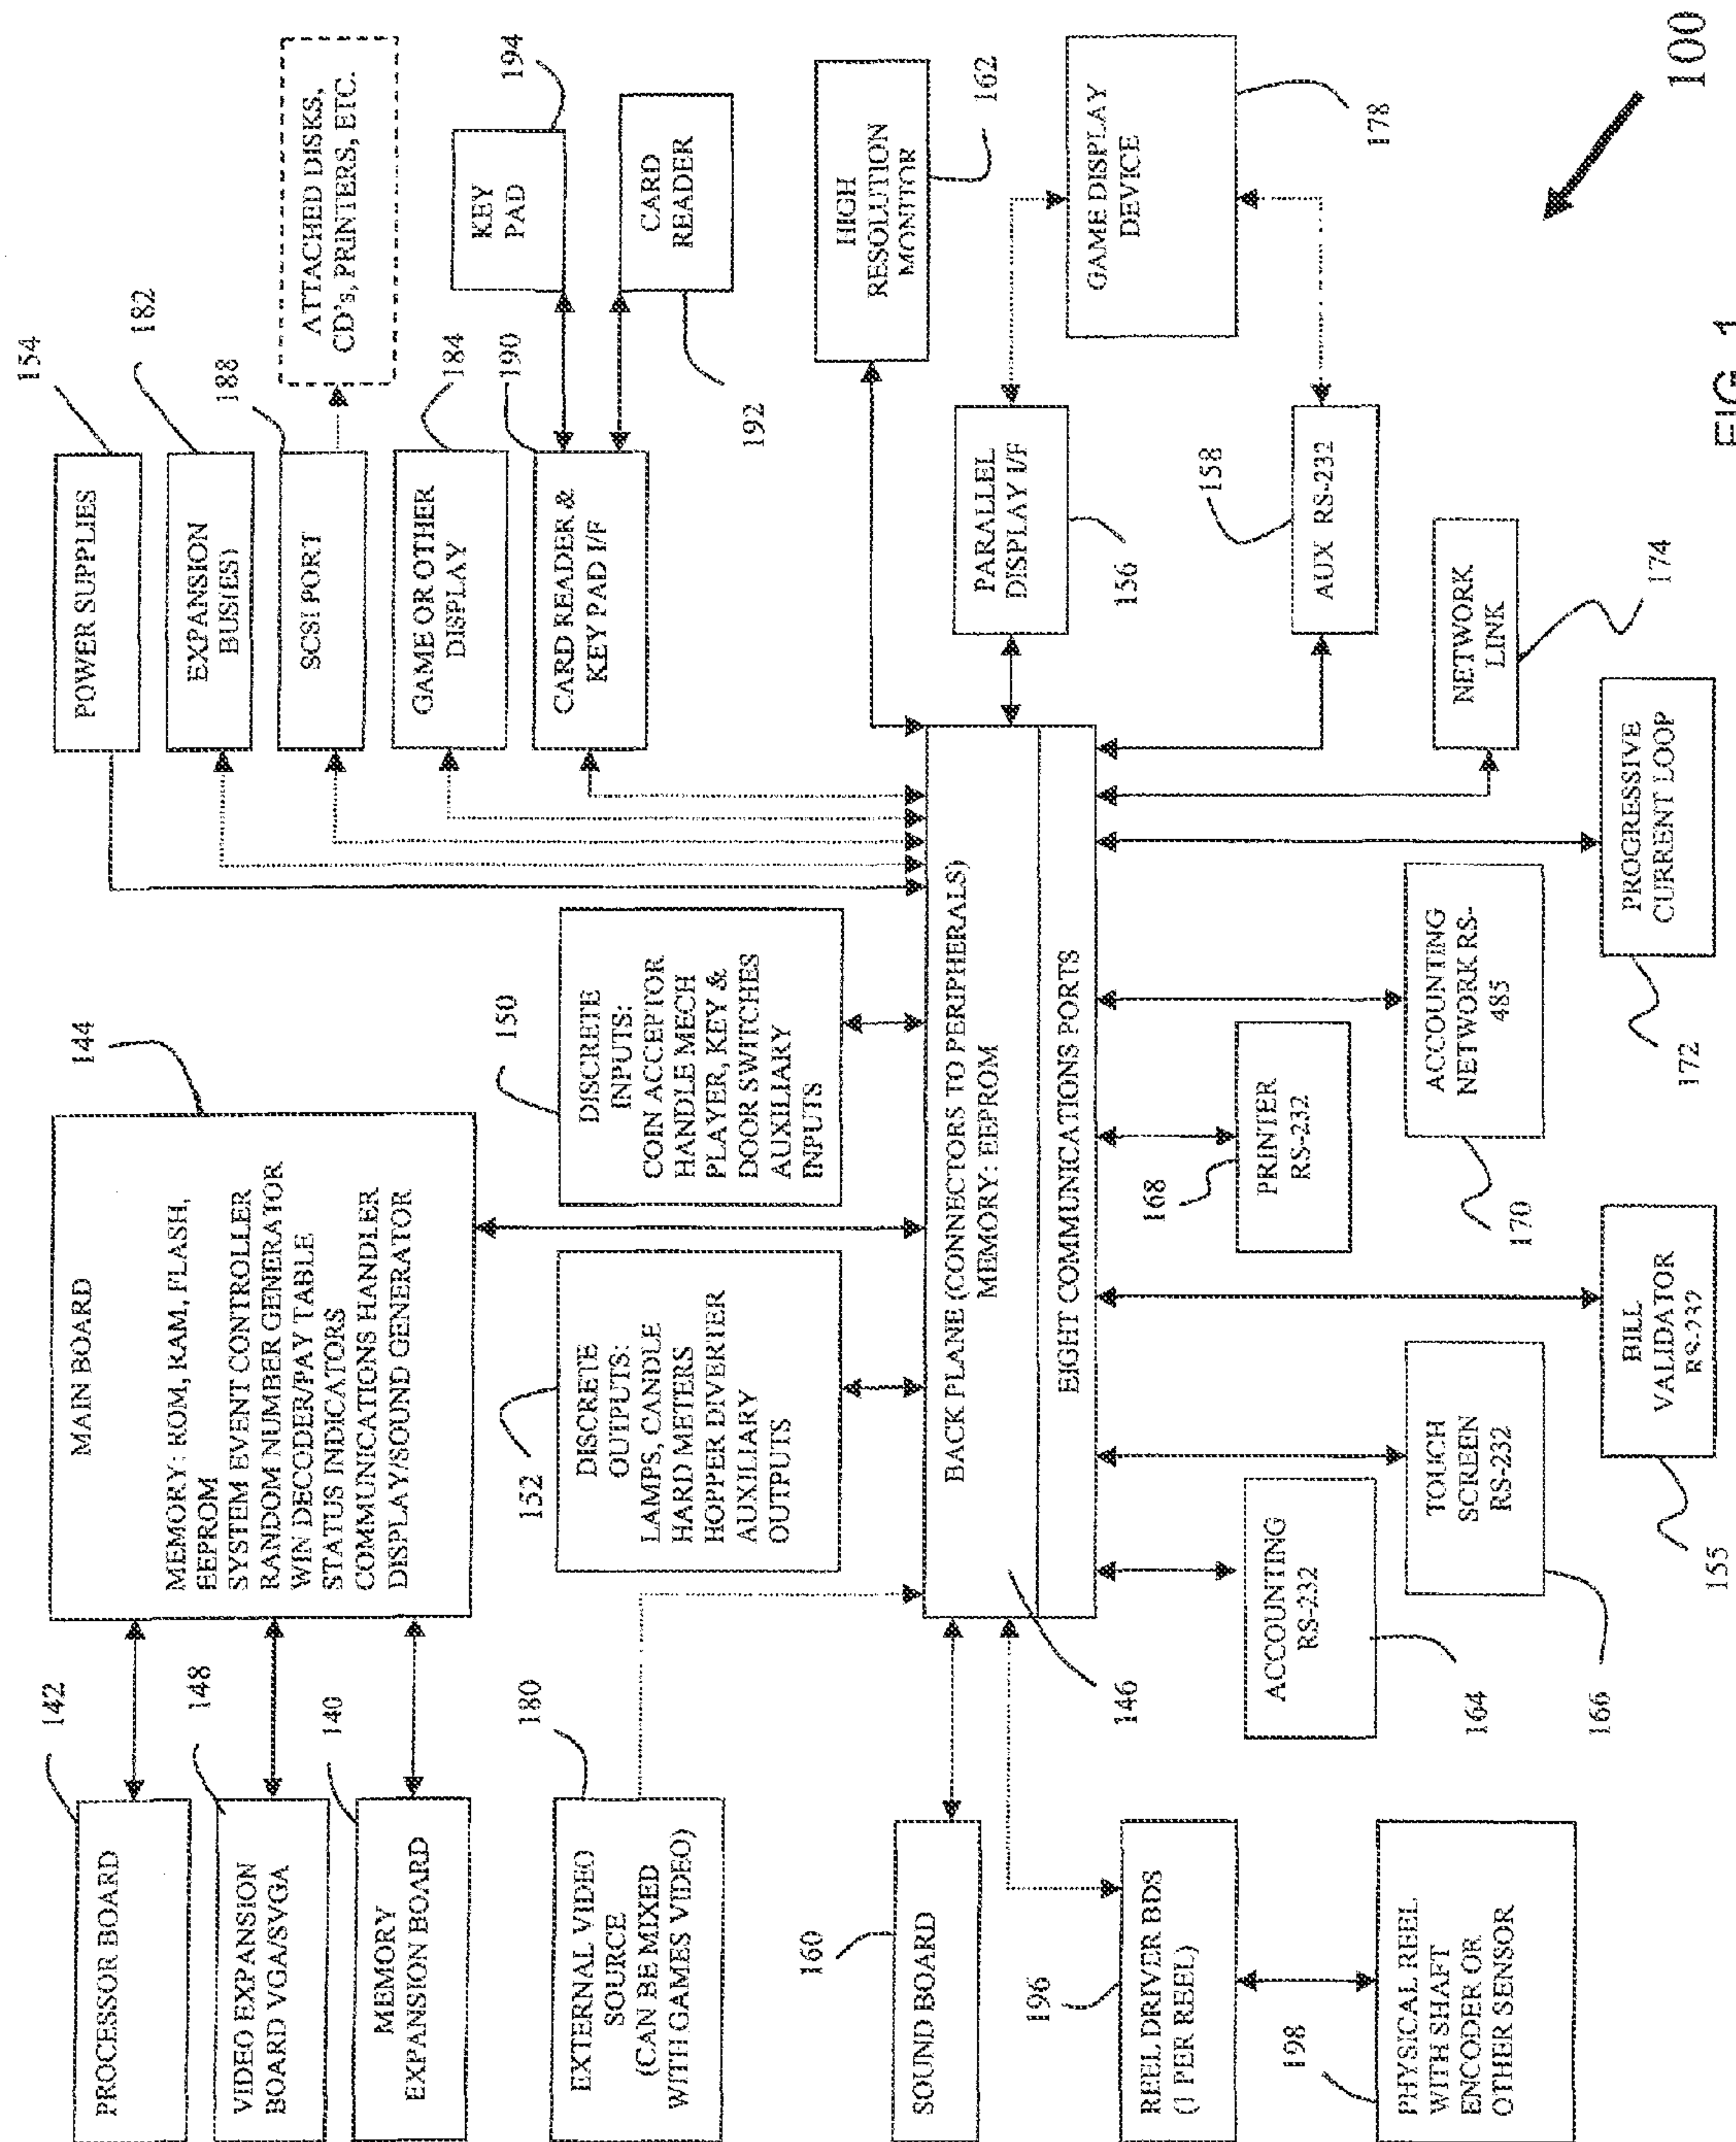 PROCESSOR BOARD
142
VIDEO EXPANSION
BOARD VGA/SVGA
148
MEMORY
EXPANSION BOARD
140
MAIN BOARD
MEMORY: ROM, RAM, FLASH,
EEPROM
SYSTEM EVENT CONTROLLER
RANDOM NUMBER GENERATOR
WIN DECODER/PAY TABLE
STATUS INDICATORS
COMMUNICATIONS HANDLER
DISPLAY/SOUND GENERATOR
144
POWER SUPPLIES
154
EXPANSION
BUS(ES)
182
SCSI PORT
188
ATTACHED DISKS,
CD's, PRINTERS, ETC.
GAME OR OTHER
DISPLAY
184
CARD READER &
KEY PAD I/F
190
KEY
PAD
194
CARD
READER
192
EXTERNAL VIDEO
SOURCE
(CAN BE MIXED
WITH GAMES VIDEO)
180
DISCRETE
OUTPUTS:
LAMPS, CANDLE
HARD METERS
HOPPER DIVERTER
AUXILIARY
OUTPUTS
152
DISCRETE
INPUTS:
COIN ACCEPTOR
HANDLE MECH
PLAYER, KEY &
DOOR SWITCHES
AUXILIARY
INPUTS
150
HIGH
RESOLUTION
MONITOR
162
SOUND BOARD
160
BACK PLANE (CONNECTORS TO PERIPHERALS)
MEMORY: EEPROM
EIGHT COMMUNICATIONS PORTS
146
PARALLEL
DISPLAY I/F
156
GAME DISPLAY
DEVICE
178
AUX RS-232
158
REEL DRIVER BDS
(1 PER REEL)
196
PHYSICAL REEL
WITH SHAFT
ENCODER OR
OTHER SENSOR
198
ACCOUNTING
RS-232
164
TOUCH
SCREEN
RS-232
166
BILL
VALIDATOR
RS-232
155
PRINTER
RS-232
168
ACCOUNTING
NETWORK RS-
485
170
PROGRESSIVE
CURRENT LOOP
172
NETWORK
LINK
174
100
FIG. 1